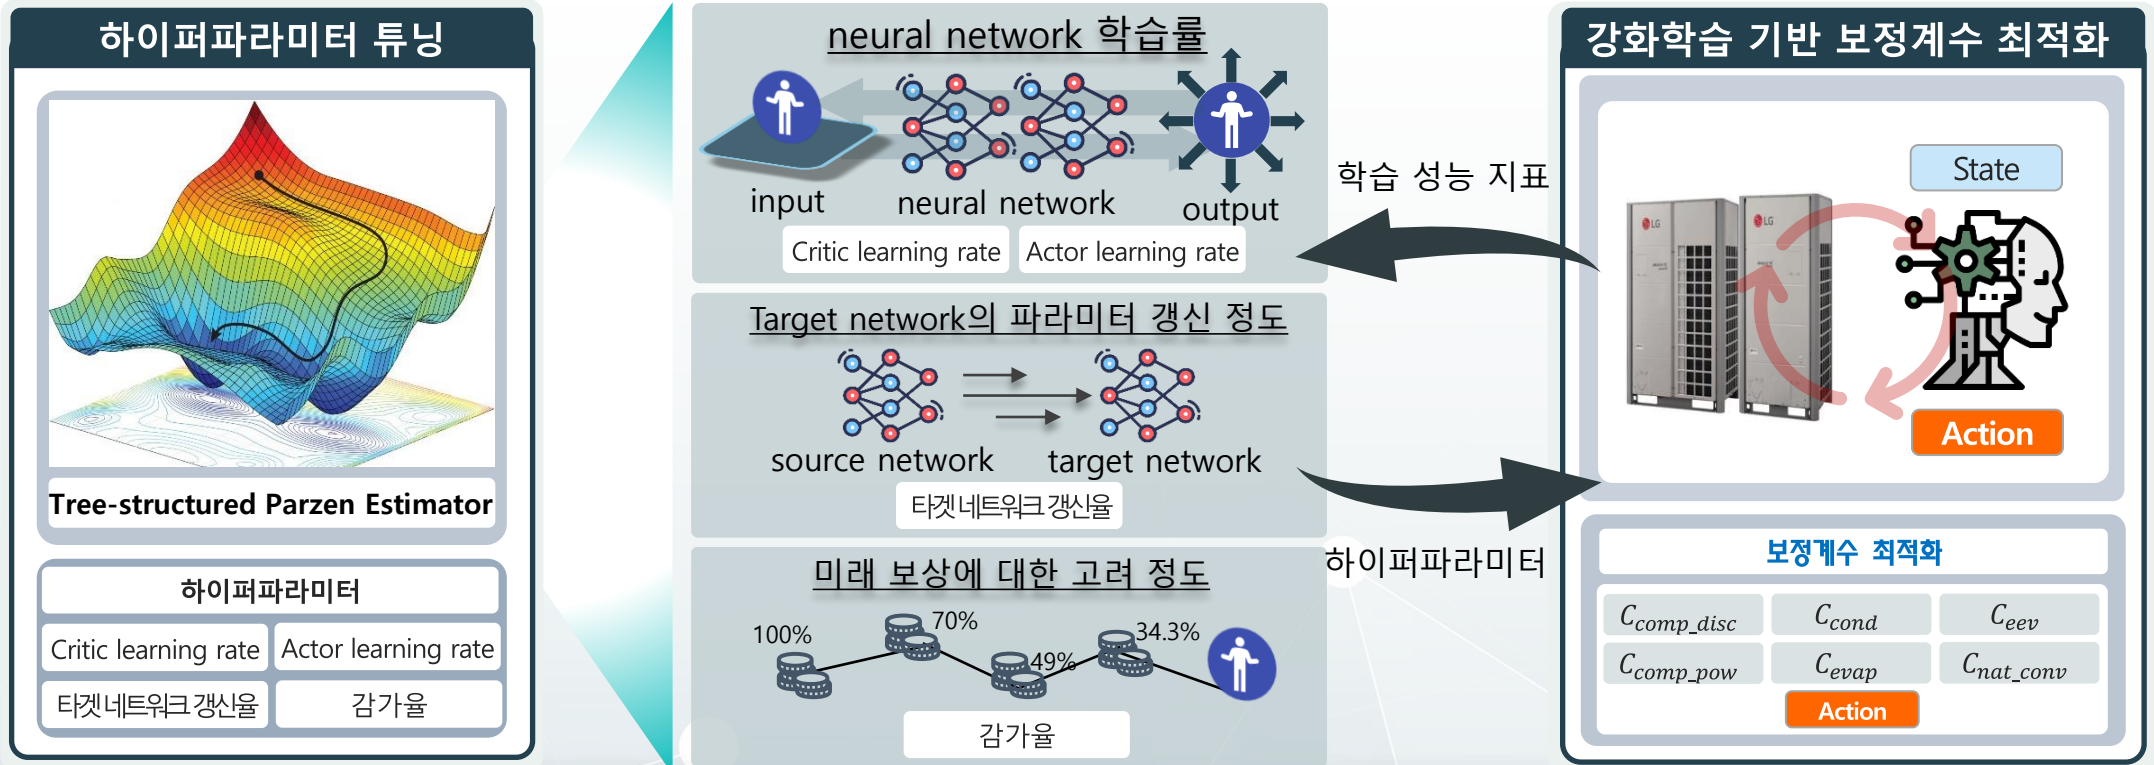 하이퍼파라미터 튜닝
Tree-structured Parzen Estimator
하이퍼파라미터
Critic learning rate
Actor learning rate
타겟 네트워크 갱신율
감가율
neural network 학습률
input
neural network
output
Critic learning rate
Actor learning rate
Target network의 파라미터 갱신 정도
source network
target network
타겟 네트워크 갱신율
미래 보상에 대한 고려 정도
100%
70%
49%
34.3%
감가율
학습 성능 지표
하이퍼파라미터
강화학습 기반 보정계수 최적화
State
LG
LG
Action
보정계수 최적화
C_comp_disc
C_cond
C_eev
C_comp_pow
C_evap
C_nat_conv
Action